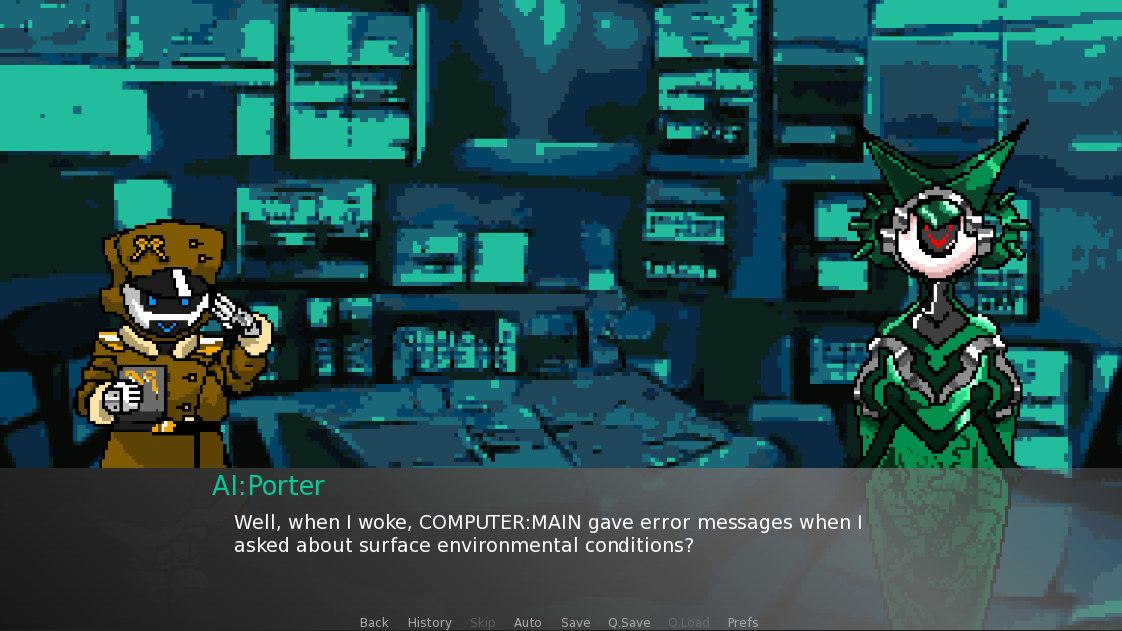 AI:Porter
Well, when I woke, COMPUTER:MAIN gave error messages when I
asked about surface environmental conditions?
Back History Skip Auto Save Q.Save Q.Load Prefs